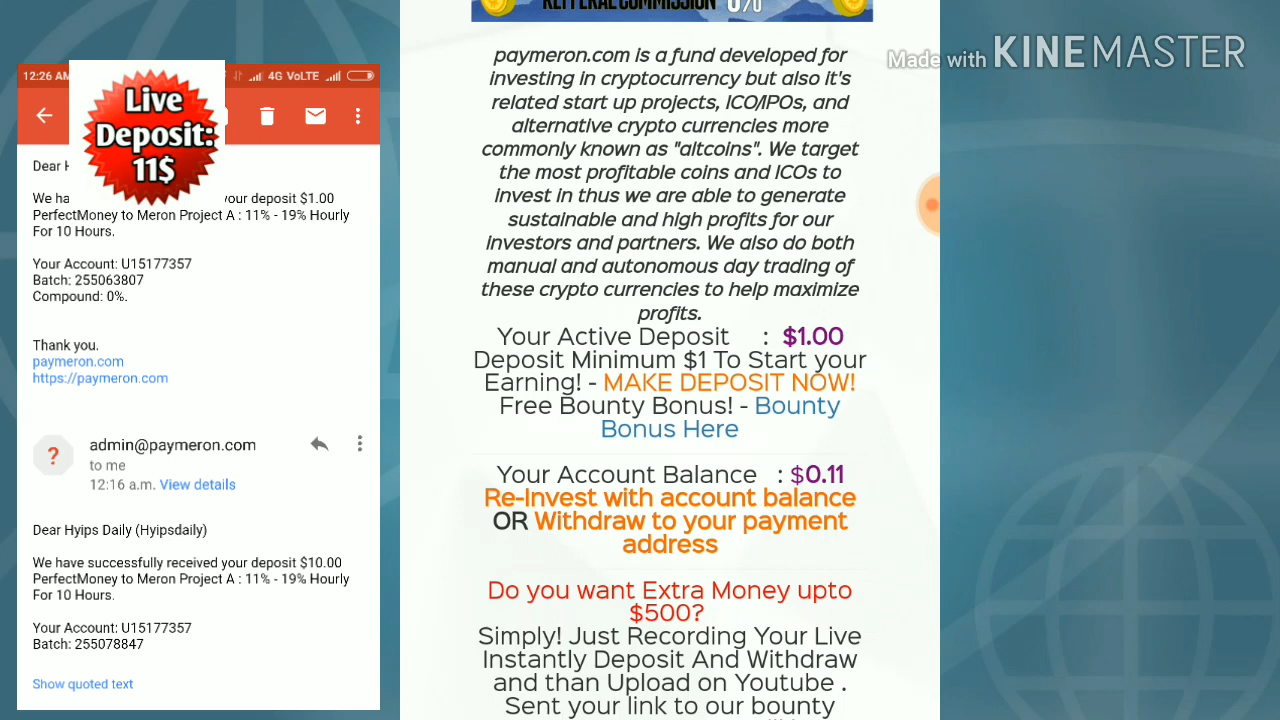 12:26 AM
4G VoLTE
Live
Deposit:
11$
Dear H
We ha
your deposit $1.00
PerfectMoney to Meron Project A : 11% - 19% Hourly
For 10 Hours.
Your Account: U15177357
Batch: 255063807
Compound: 0%.
Thank you.
paymeron.com
https://paymeron.com
?
admin@paymeron.com
to me
12:16 a.m. View details
Dear Hyips Daily (Hyipsdaily)
We have successfully received your deposit $10.00
PerfectMoney to Meron Project A : 11% - 19% Hourly
For 10 Hours.
Your Account: U15177357
Batch: 255078847
Show quoted text
REFERRAL COMMISSION
paymeron.com is a fund developed for
investing in cryptocurrency but also it's
related start up projects, ICO/IPOs, and
alternative crypto currencies more
commonly known as "altcoins". We target
the most profitable coins and ICOs to
invest in thus we are able to generate
sustainable and high profits for our
investors and partners. We also do both
manual and autonomous day trading of
these crypto currencies to help maximize
profits.
Your Active Deposit : $1.00
Deposit Minimum $1 To Start your
Earning! - MAKE DEPOSIT NOW!
Free Bounty Bonus! - Bounty
Bonus Here
Your Account Balance : $0.11
Re-Invest with account balance
OR Withdraw to your payment
address
Do you want Extra Money upto
$500?
Simply! Just Recording Your Live
Instantly Deposit And Withdraw
and than Upload on Youtube .
Sent your link to our bounty
Made with KINEMASTER